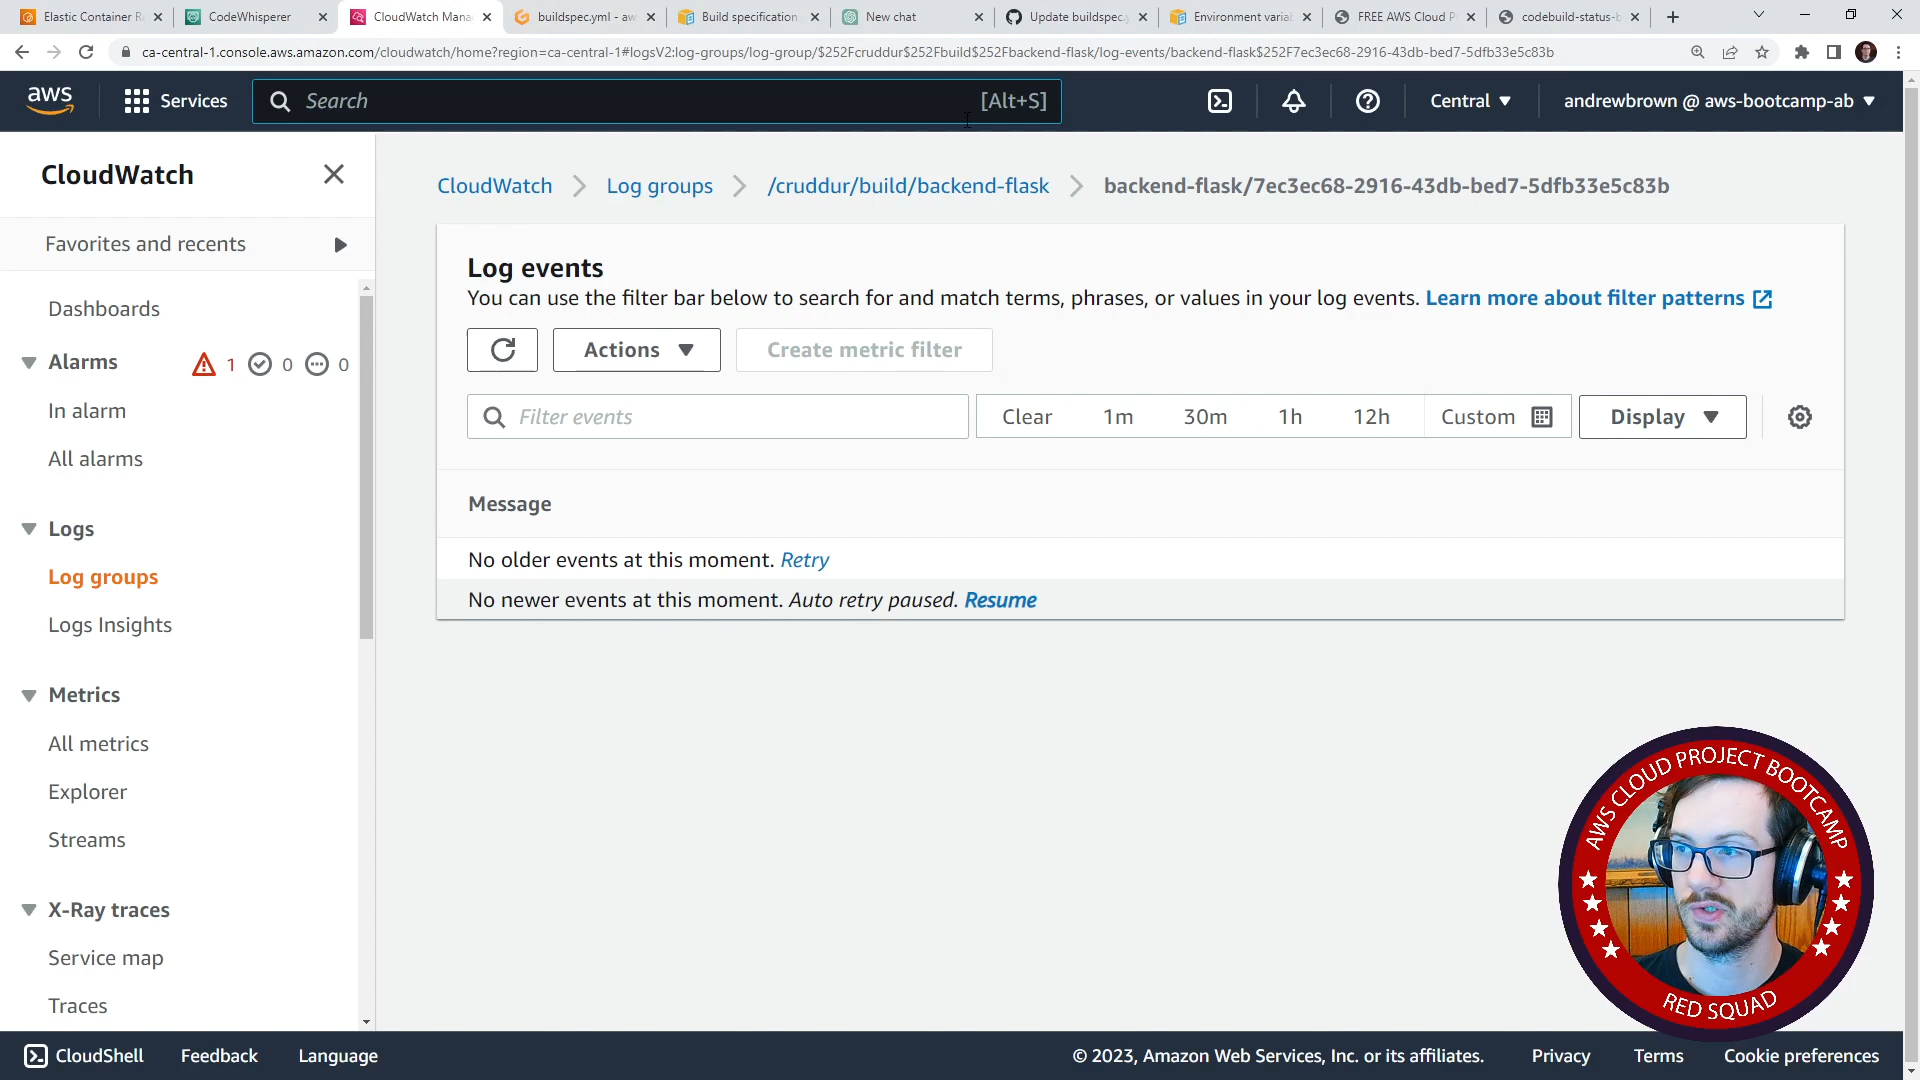 Elastic Container R
CodeWhisperer
CloudWatch Mana
buildspec.yml - aw
Build specification
New chat
Update buildspec.y
Environment variab
FREE AWS Cloud P
codebuild-status-b
ca-central-1.console.aws.amazon.com/cloudwatch/home?region=ca-central-1#logsV2:log-groups/log-group/$252Fcruddur$252Fbuild$252Fbackend-flask/log-events/backend-flask$252F7ec3ec68-2916-43db-bed7-5dfb33e5c83b
aws
Services
Search
[Alt+S]
Central
andrewbrown @ aws-bootcamp-ab
CloudWatch
Favorites and recents
Dashboards
Alarms 1 0 0
In alarm
All alarms
Logs
Log groups
Logs Insights
Metrics
All metrics
Explorer
Streams
X-Ray traces
Service map
Traces
CloudWatch
Log groups
/cruddur/build/backend-flask
backend-flask/7ec3ec68-2916-43db-bed7-5dfb33e5c83b
Log events
You can use the filter bar below to search for and match terms, phrases, or values in your log events. Learn more about filter patterns
Actions
Create metric filter
Filter events
Clear
1m
30m
1h
12h
Custom
Display
Message
No older events at this moment. Retry
No newer events at this moment. Auto retry paused. Resume
AWS CLOUD PROJECT BOOTCAMP
RED SQUAD
CloudShell
Feedback
Language
© 2023, Amazon Web Services, Inc. or its affiliates.
Privacy
Terms
Cookie preferences